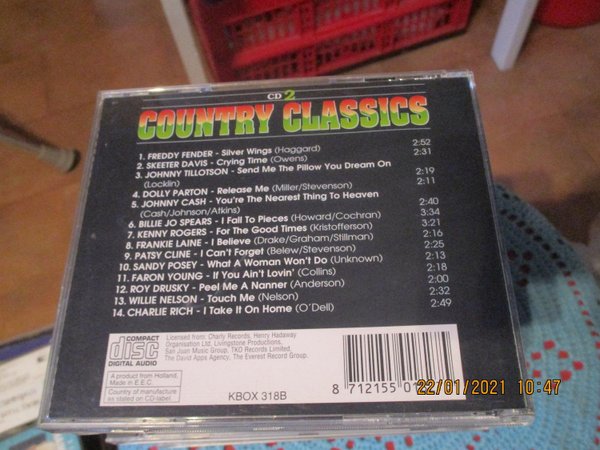 CD 2
COUNTRY CLASSICS
1. FREDDY FENDER - Silver Wings (Haggard) 2:52
2. SKEETER DAVIS - Crying Time (Owens) 2:31
3. JOHNNY TILLOTSON - Send Me The Pillow You Dream On
(Locklin) 2:19
4. DOLLY PARTON - Release Me (Miller/Stevenson) 2:11
5. JOHNNY CASH - You're The Nearest Thing To Heaven
(Cash/Johnson/Atkins) 2:40
6. BILLIE JO SPEARS - I Fall To Pieces (Howard/Cochran) 3:34
7. KENNY ROGERS - For The Good Times (Kristofferson) 3:21
8. FRANKIE LAINE - I Believe (Drake/Graham/Stillman) 2:16
9. PATSY CLINE - I Can't Forget (Belew/Stevenson) 2:25
10. SANDY POSEY - What A Woman Won't Do (Unknown) 2:13
11. FARON YOUNG - If You Ain't Lovin' (Collins) 2:18
12. ROY DRUSKY - Peel Me A Nanner (Anderson) 2:00
13. WILLIE NELSON - Touch Me (Nelson) 2:32
14. CHARLIE RICH - I Take It On Home (O'Dell) 2:49
COMPACT
disc
DIGITAL AUDIO
Licensed from: Charly Records, Henry Hadaway
Organisation Ltd, Livingstone Productions,
San Juan Music Group, TKO Records Limited,
The David Apps Agency, The Everest Record Group.
A product from Holland.
Made in E.E.C.
Country of manufacture
as stated on CD-label.
KBOX 318B
8 712155 0
22/01/2021 10:47